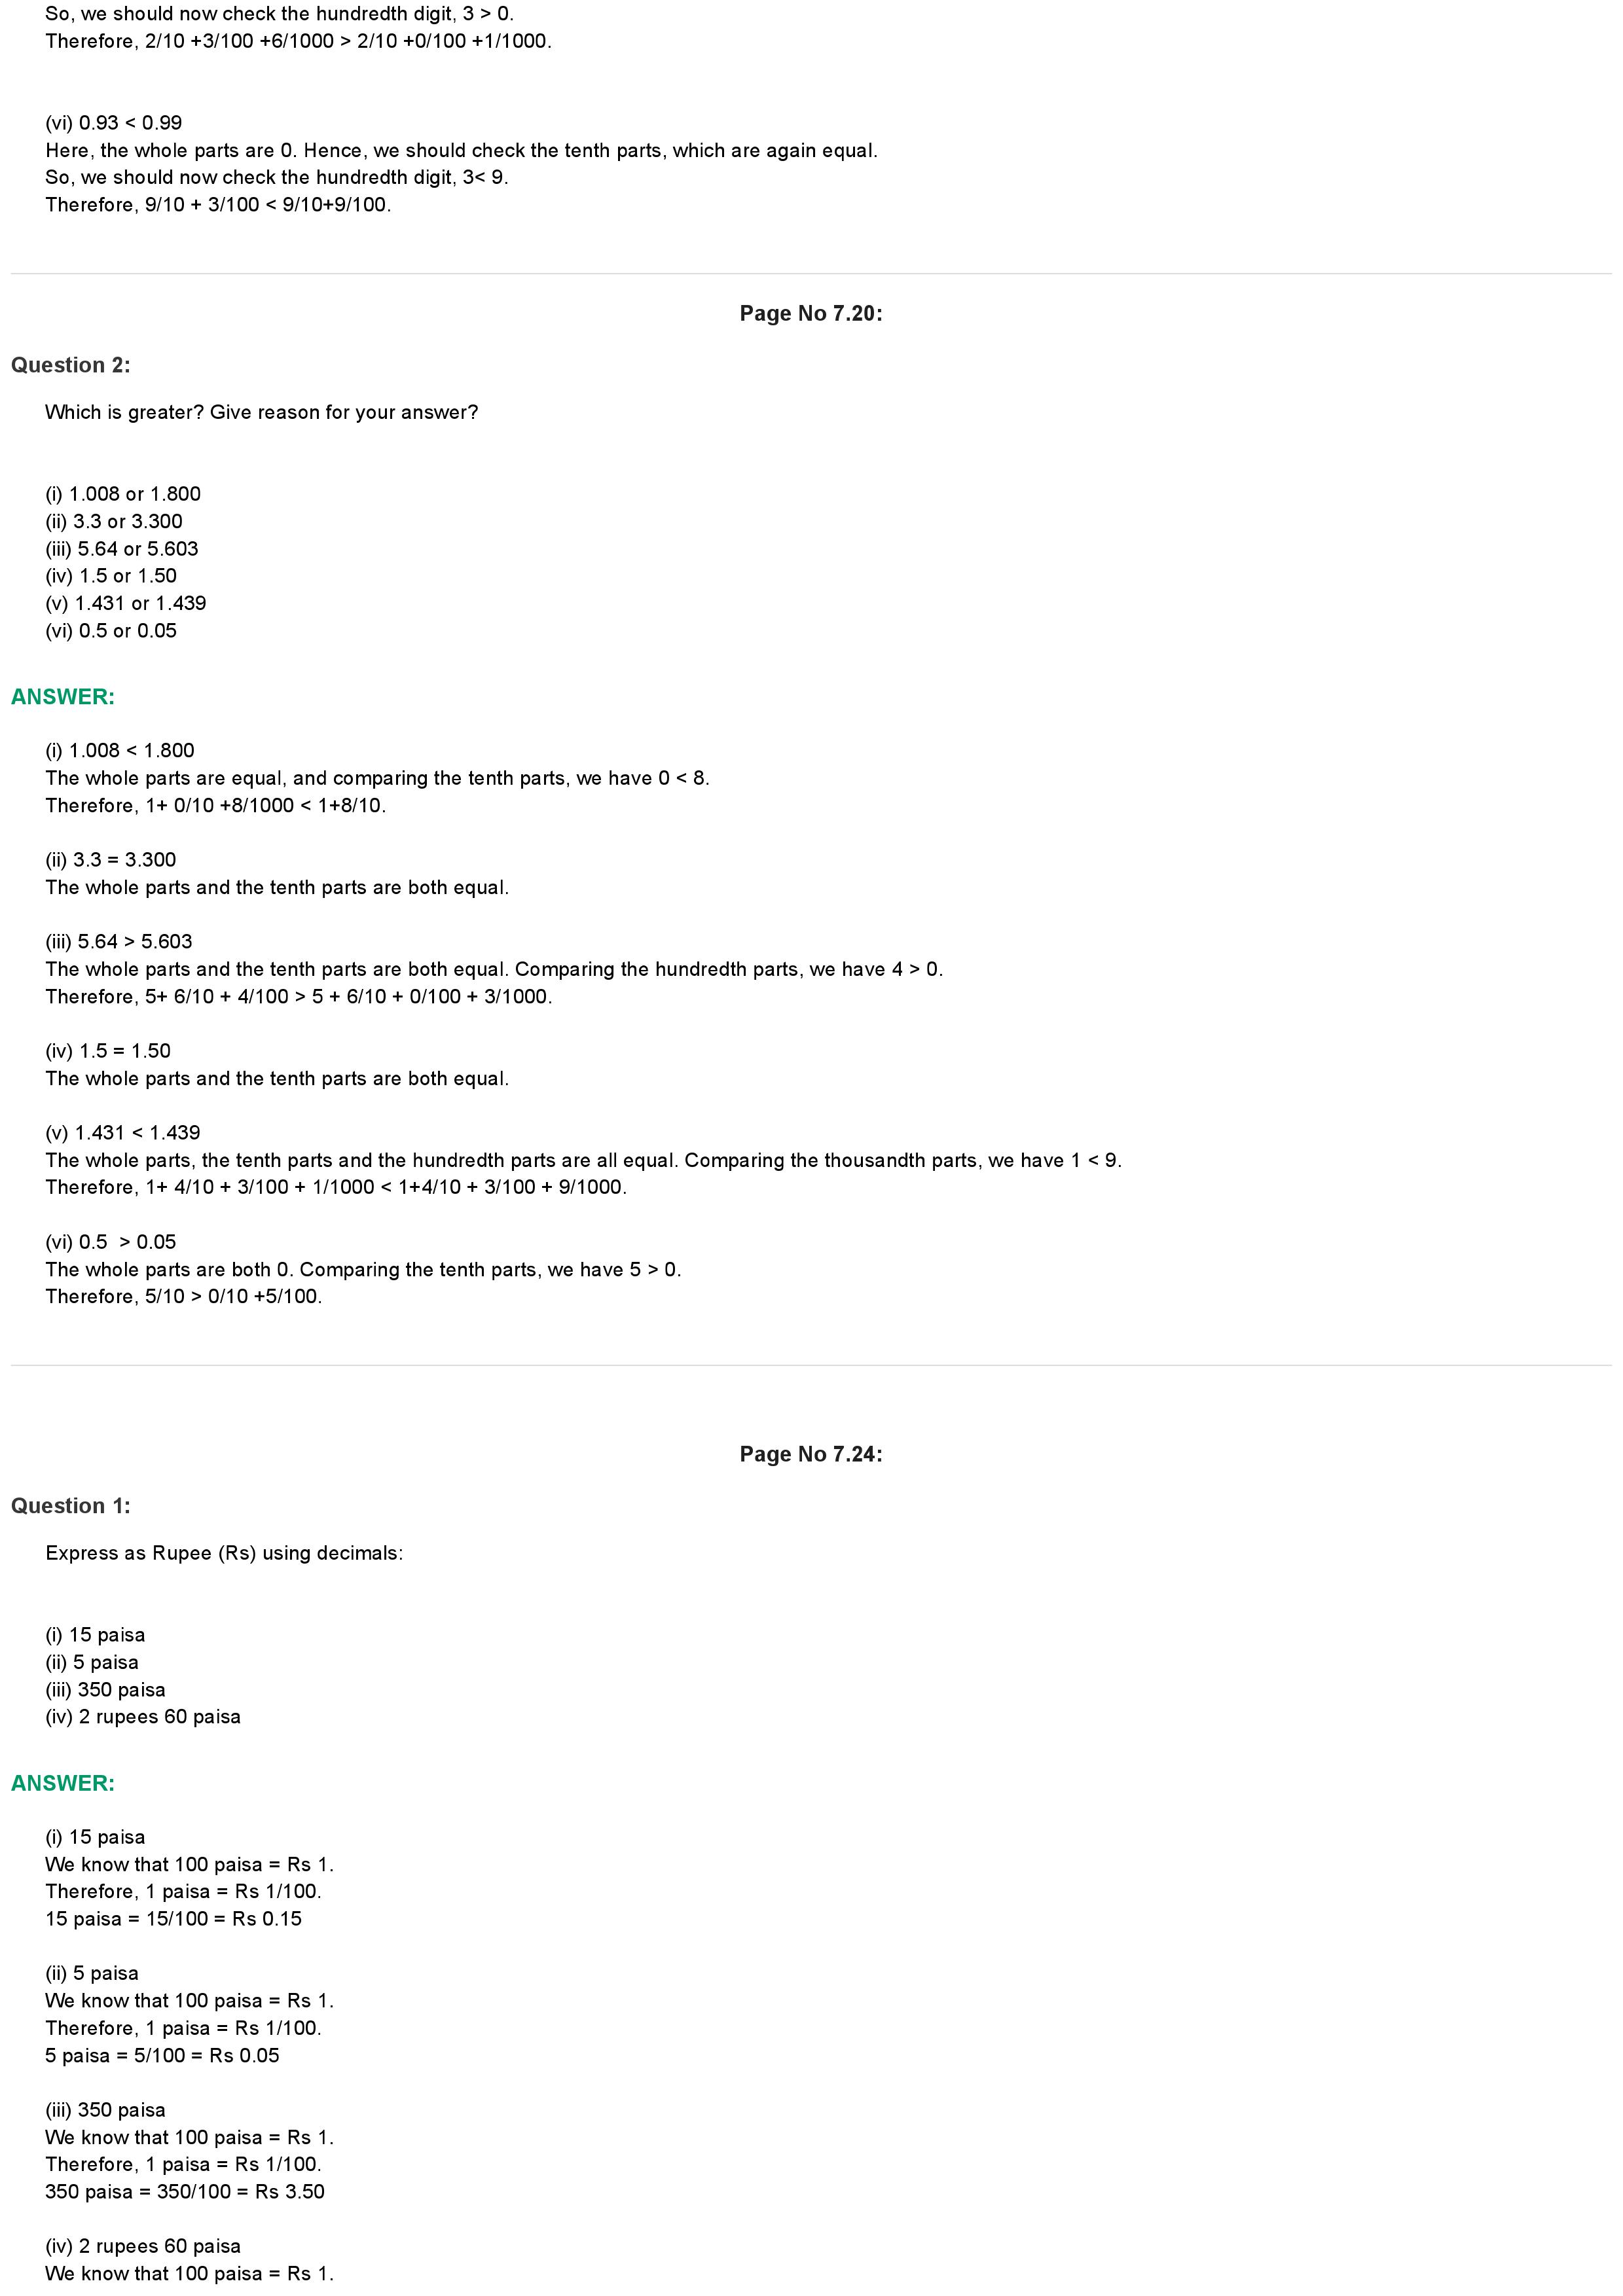 So, we should now check the hundredth digit, 3 > 0.
Therefore, 2/10 +3/100 +6/1000 > 2/10 +0/100 +1/1000.
(vi) 0.93 < 0.99
Here, the whole parts are 0. Hence, we should check the tenth parts, which are again equal.
So, we should now check the hundredth digit, 3< 9.
Therefore, 9/10 + 3/100 < 9/10+9/100.
Page No 7.20:
Question 2:
Which is greater? Give reason for your answer?
(i) 1.008 or 1.800
(ii) 3.3 or 3.300
(iii) 5.64 or 5.603
(iv) 1.5 or 1.50
(v) 1.431 or 1.439
(vi) 0.5 or 0.05
ANSWER:
(i) 1.008 < 1.800
The whole parts are equal, and comparing the tenth parts, we have 0 < 8.
Therefore, 1+ 0/10 +8/1000 < 1+8/10.
(ii) 3.3 = 3.300
The whole parts and the tenth parts are both equal.
(iii) 5.64 > 5.603
The whole parts and the tenth parts are both equal. Comparing the hundredth parts, we have 4 > 0.
Therefore, 5+ 6/10 + 4/100 > 5 + 6/10 + 0/100 + 3/1000.
(iv) 1.5 = 1.50
The whole parts and the tenth parts are both equal.
(v) 1.431 < 1.439
The whole parts, the tenth parts and the hundredth parts are all equal. Comparing the thousandth parts, we have 1 < 9.
Therefore, 1+ 4/10 + 3/100 + 1/1000 < 1+4/10 + 3/100 + 9/1000.
(vi) 0.5  > 0.05
The whole parts are both 0. Comparing the tenth parts, we have 5 > 0.
Therefore, 5/10 > 0/10 +5/100.
Page No 7.24:
Question 1:
Express as Rupee (Rs) using decimals:
(i) 15 paisa
(ii) 5 paisa
(iii) 350 paisa
(iv) 2 rupees 60 paisa
ANSWER:
(i) 15 paisa
We know that 100 paisa = Rs 1.
Therefore, 1 paisa = Rs 1/100.
15 paisa = 15/100 = Rs 0.15
(ii) 5 paisa
We know that 100 paisa = Rs 1.
Therefore, 1 paisa = Rs 1/100.
5 paisa = 5/100 = Rs 0.05
(iii) 350 paisa
We know that 100 paisa = Rs 1.
Therefore, 1 paisa = Rs 1/100.
350 paisa = 350/100 = Rs 3.50
(iv) 2 rupees 60 paisa
We know that 100 paisa = Rs 1.